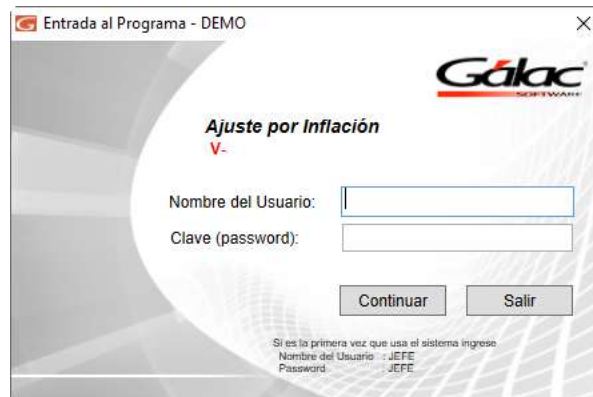 Entrada al Programa - DEMO
Gálac
SOFTWARE
Ajuste por Inflación
V-
Nombre del Usuario:
Clave (password):
Continuar Salir
Si es la primera vez que usa el sistema ingrese
Nombre del Usuario : JEFE
Password : JEFE